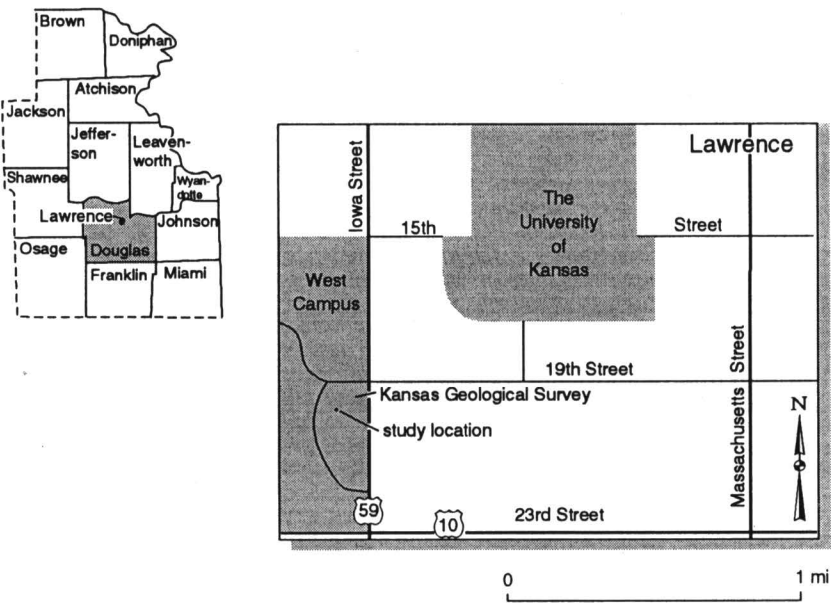 Brown
Doniphan
Atchison
Jackson
Jeffer-
son
Leaven-
worth
Shawnee
Wyan-
dotte
Lawrence
Johnson
Osage
Douglas
Franklin
Miami
Lawrence
Iowa Street
The
University
of
Kansas
15th
Street
West
Campus
19th Street
Massachusetts Street
Kansas Geological Survey
study location
N
59
10
23rd Street
0
1 mi